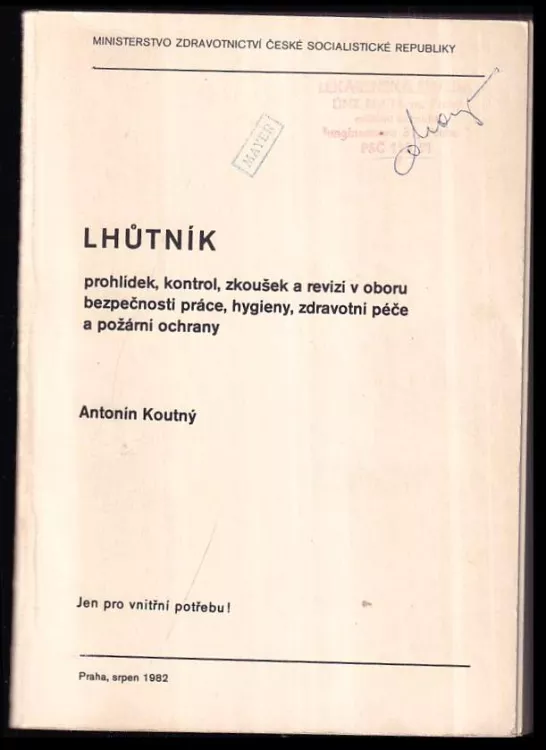 MINISTERSTVO ZDRAVOTNICTVÍ ČESKÉ SOCIALISTICKÉ REPUBLIKY
MAYER
LHŮTNÍK
prohlídek, kontrol, zkoušek a revizí v oboru
bezpečnosti práce, hygieny, zdravotní péče
a požární ochrany
Antonín Koutný
Jen pro vnitřní potřebu!
Praha, srpen 1982